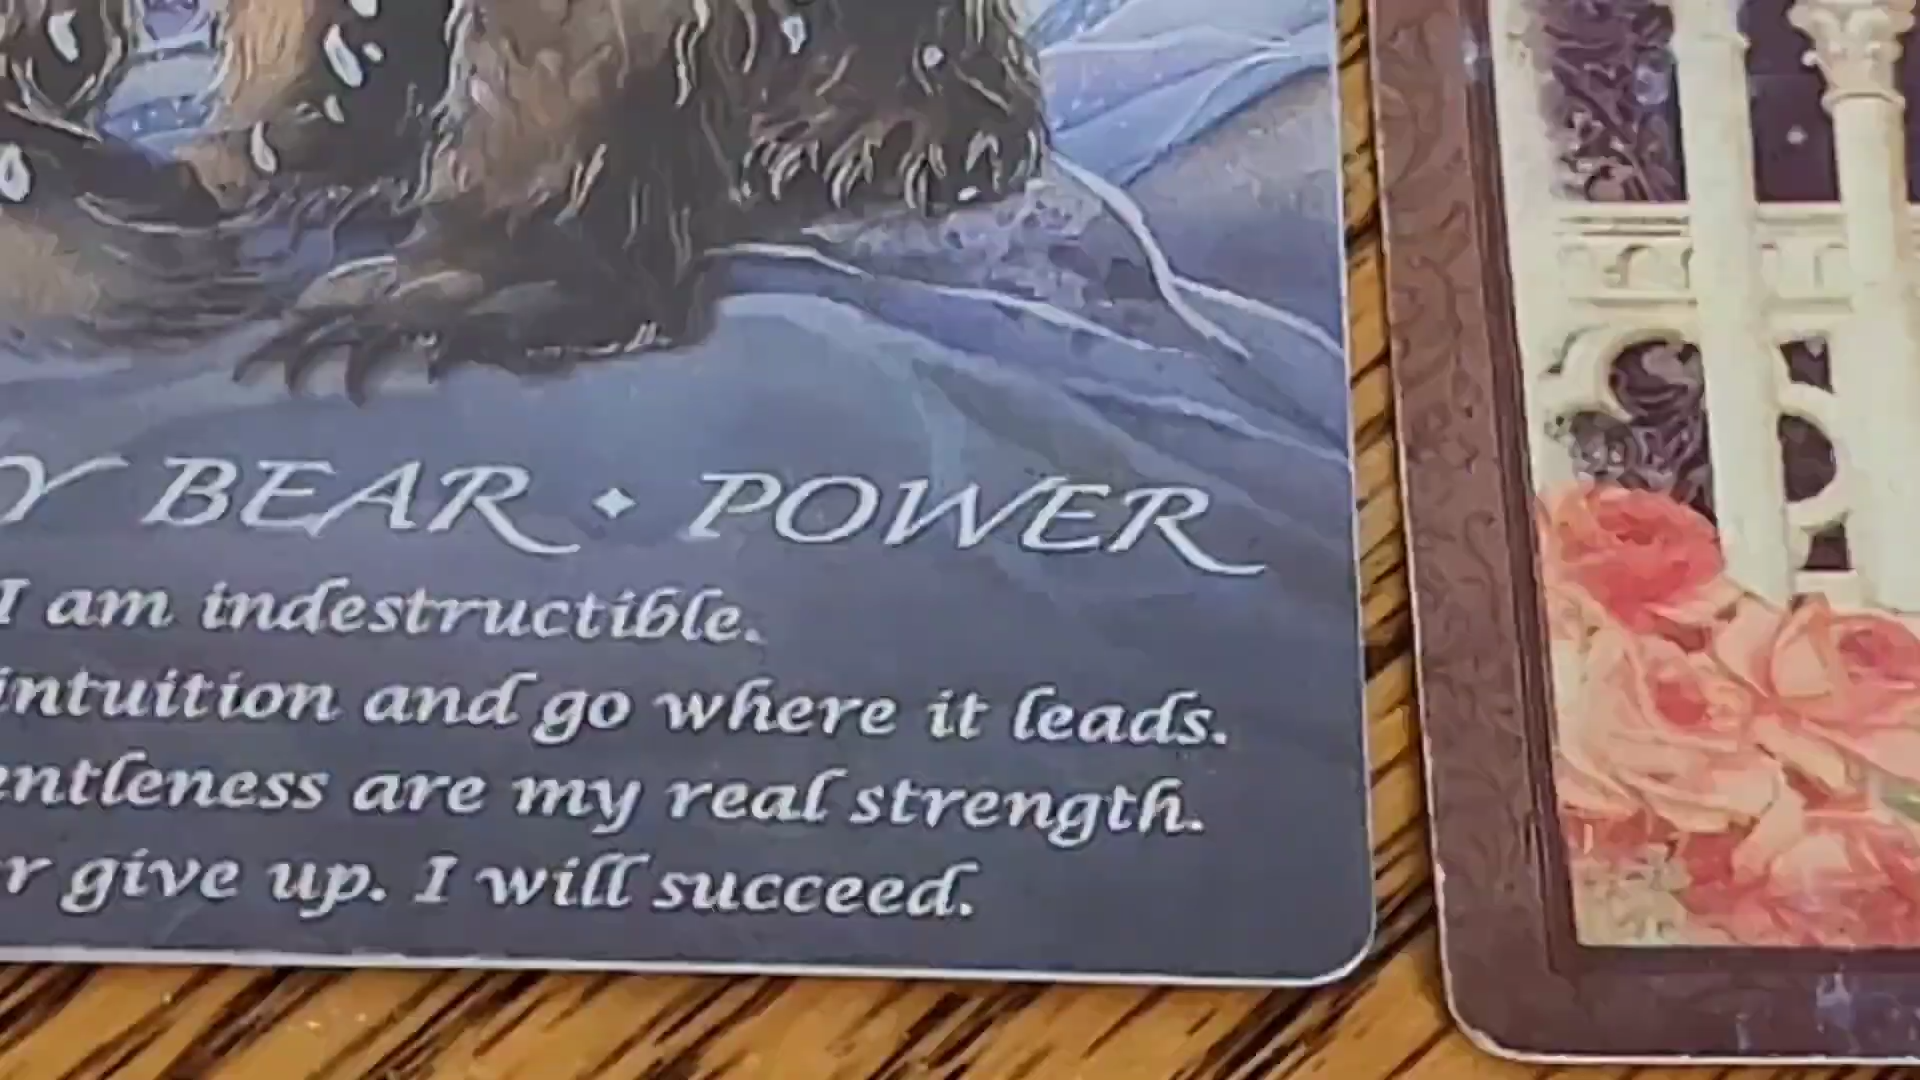 Y BEAR • POWER
I am indestructible.
intuition and go where it leads.
entleness are my real strength.
r give up. I will succeed.